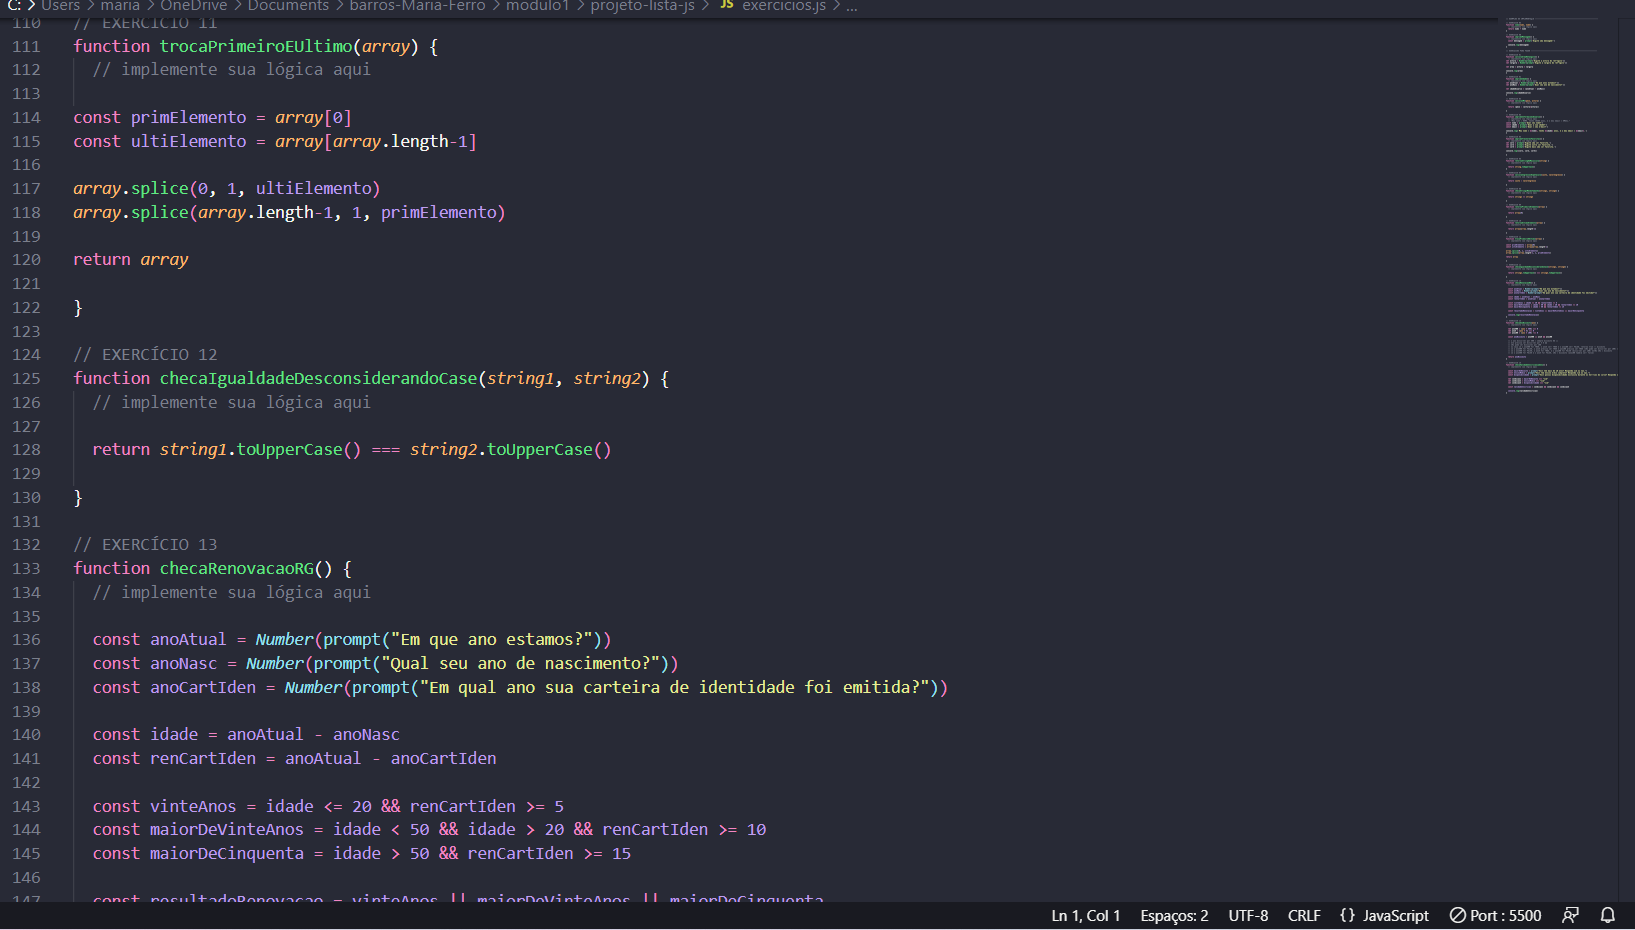 C: > Users > maria > OneDrive > Documents > barros-Maria-Ferro > modulo1 > projeto-lista-js > JS exercicios.js > ...
110 // EXERCÍCIO 11
111 function trocaPrimeiroEUltimo(array) {
112 // implemente sua lógica aqui
113
114 const primElemento = array[0]
115 const ultiElemento = array[array.length-1]
116
117 array.splice(0, 1, ultiElemento)
118 array.splice(array.length-1, 1, primElemento)
119
120 return array
121
122 }
123
124 // EXERCÍCIO 12
125 function checaIgualdadeDesconsiderandoCase(string1, string2) {
126 // implemente sua lógica aqui
127
128 return string1.toUpperCase() === string2.toUpperCase()
129
130 }
131
132 // EXERCÍCIO 13
133 function checaRenovacaoRG() {
134 // implemente sua lógica aqui
135
136 const anoAtual = Number(prompt("Em que ano estamos?"))
137 const anoNasc = Number(prompt("Qual seu ano de nascimento?"))
138 const anoCartIden = Number(prompt("Em qual ano sua carteira de identidade foi emitida?"))
139
140 const idade = anoAtual - anoNasc
141 const renCartIden = anoAtual - anoCartIden
142
143 const vinteAnos = idade <= 20 && renCartIden >= 5
144 const maiorDeVinteAnos = idade < 50 && idade > 20 && renCartIden >= 10
145 const maiorDeCinquenta = idade > 50 && renCartIden >= 15
146
147 const resultadoRenovacao = vinteAnos || maiorDeVinteAnos || maiorDeCinquenta
Ln 1, Col 1 Espaços: 2 UTF-8 CRLF {} JavaScript Port : 5500